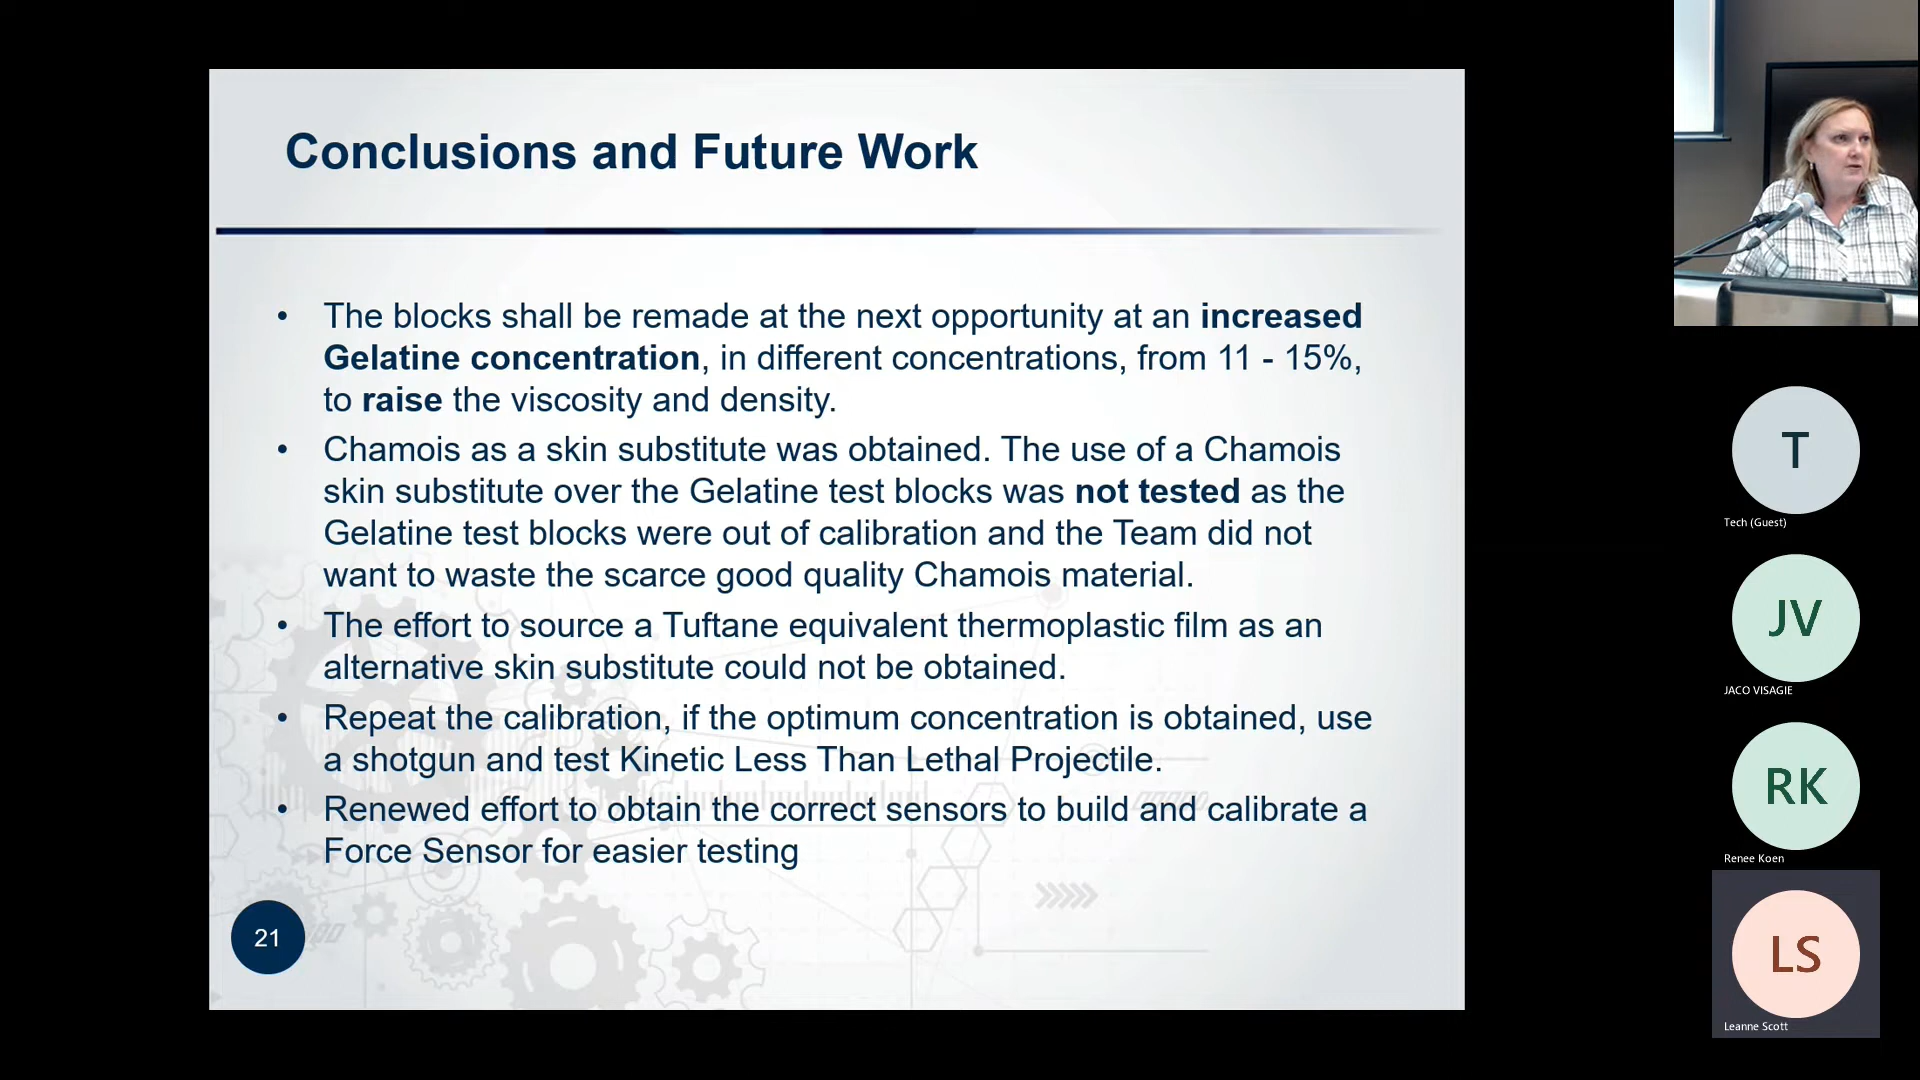 Conclusions and Future Work
• The blocks shall be remade at the next opportunity at an increased
Gelatine concentration, in different concentrations, from 11 - 15%,
to raise the viscosity and density.
• Chamois as a skin substitute was obtained. The use of a Chamois
skin substitute over the Gelatine test blocks was not tested as the
Gelatine test blocks were out of calibration and the Team did not
want to waste the scarce good quality Chamois material.
• The effort to source a Tuftane equivalent thermoplastic film as an
alternative skin substitute could not be obtained.
• Repeat the calibration, if the optimum concentration is obtained, use
a shotgun and test Kinetic Less Than Lethal Projectile.
• Renewed effort to obtain the correct sensors to build and calibrate a
Force Sensor for easier testing
21
T
Tech (Guest)
JV
JACO VISAGIE
RK
Renee Koen
LS
Leanne Scott